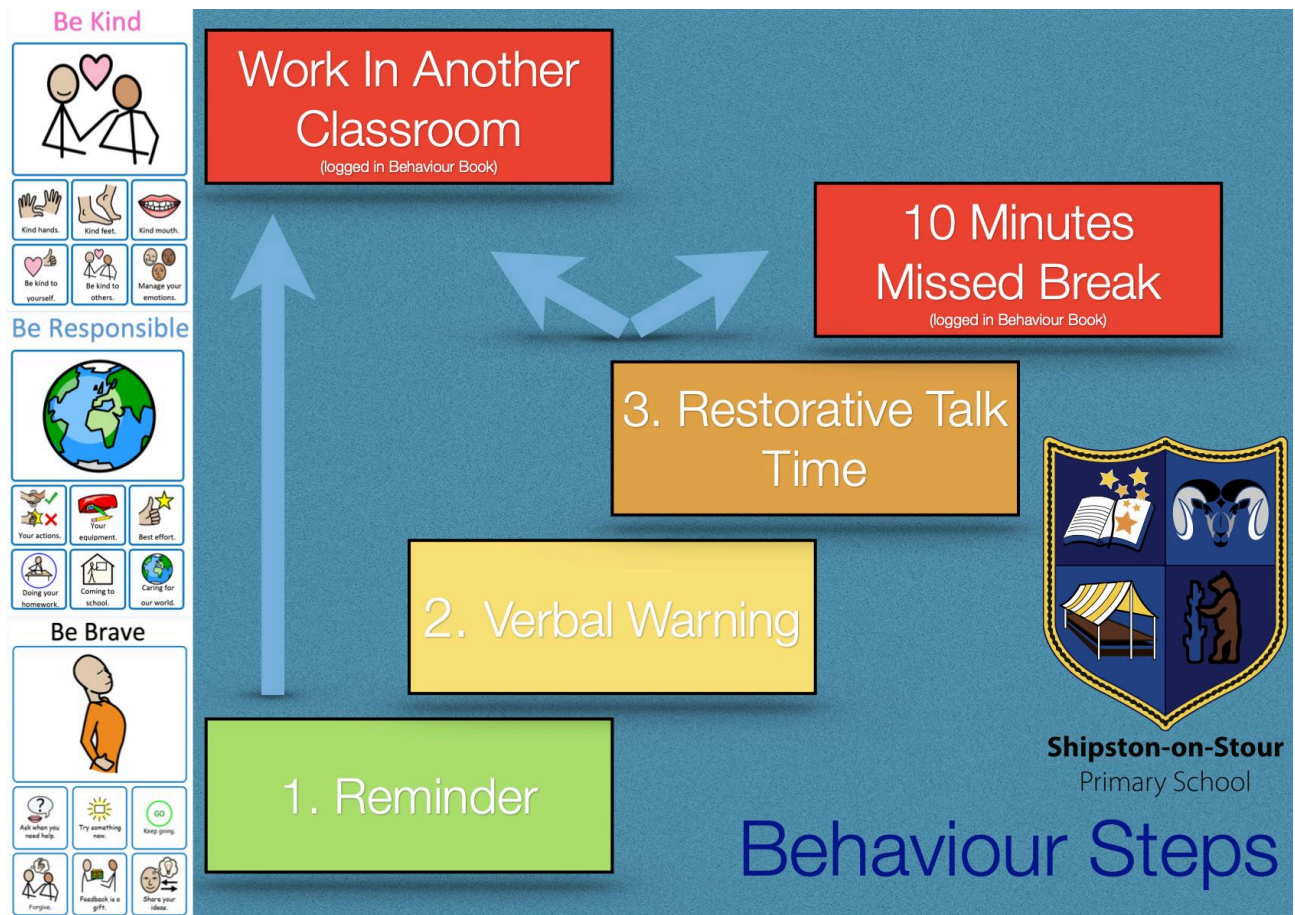 Be Kind
Kind hands.
Kind feet.
Kind mouth.
Be kind to
yourself.
Be kind to
others.
Manage your
emotions.
Be Responsible
Your actions.
Your
equipment.
Best effort.
Doing your
homework.
Coming to
school.
Caring for
our world.
Be Brave
Ask when you
need help.
Try something
new.
GO
Keep going.
Forgive.
Feedback is a
gift.
Share your
ideas.
Work In Another
Classroom
(logged in Behaviour Book)
10 Minutes
Missed Break
(logged in Behaviour Book)
3. Restorative Talk
Time
2. Verbal Warning
1. Reminder
Shipston-on-Stour
Primary School
Behaviour Steps